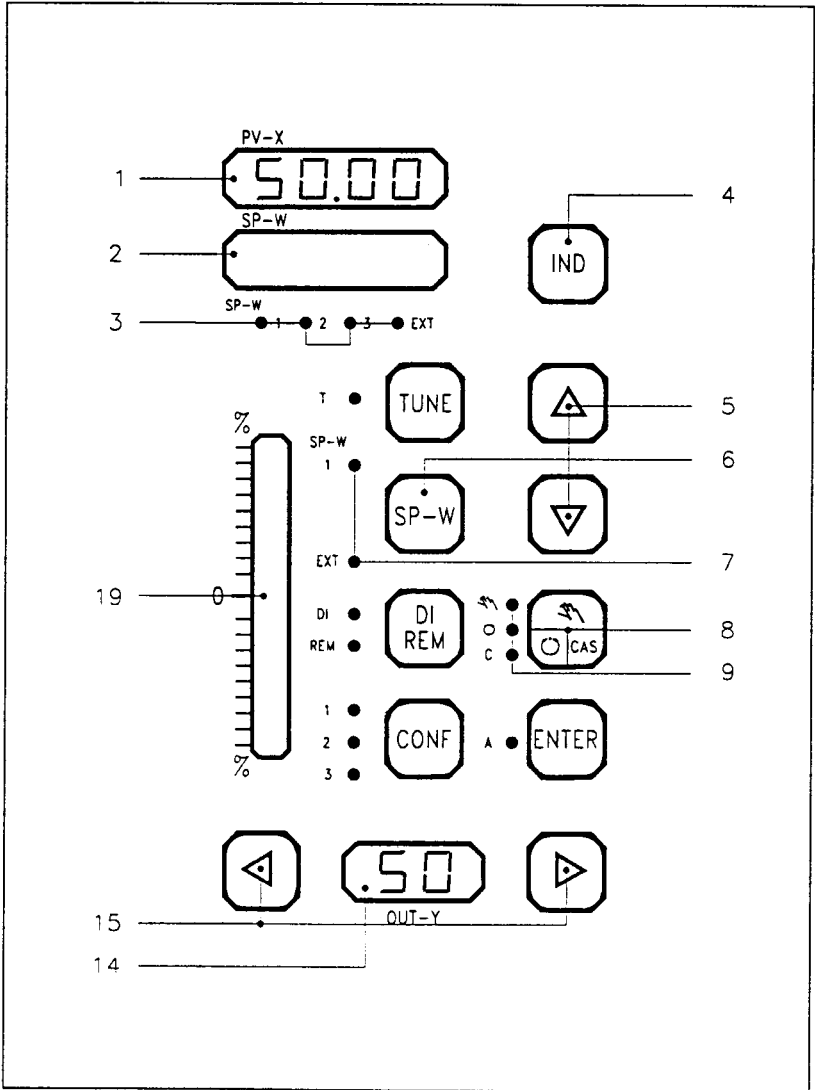 PV-X
1 50.00
SP-W
4
2 IND
SP-W
3 1 2 3 EXT
T TUNE
5
%
SP-W
6
1
SP-W
EXT
7
19 0
DI
DI REM
8
REM
O
O CAS
C
9
1
2 CONF A ENTER
%
3
.50
15 OUT-Y
14